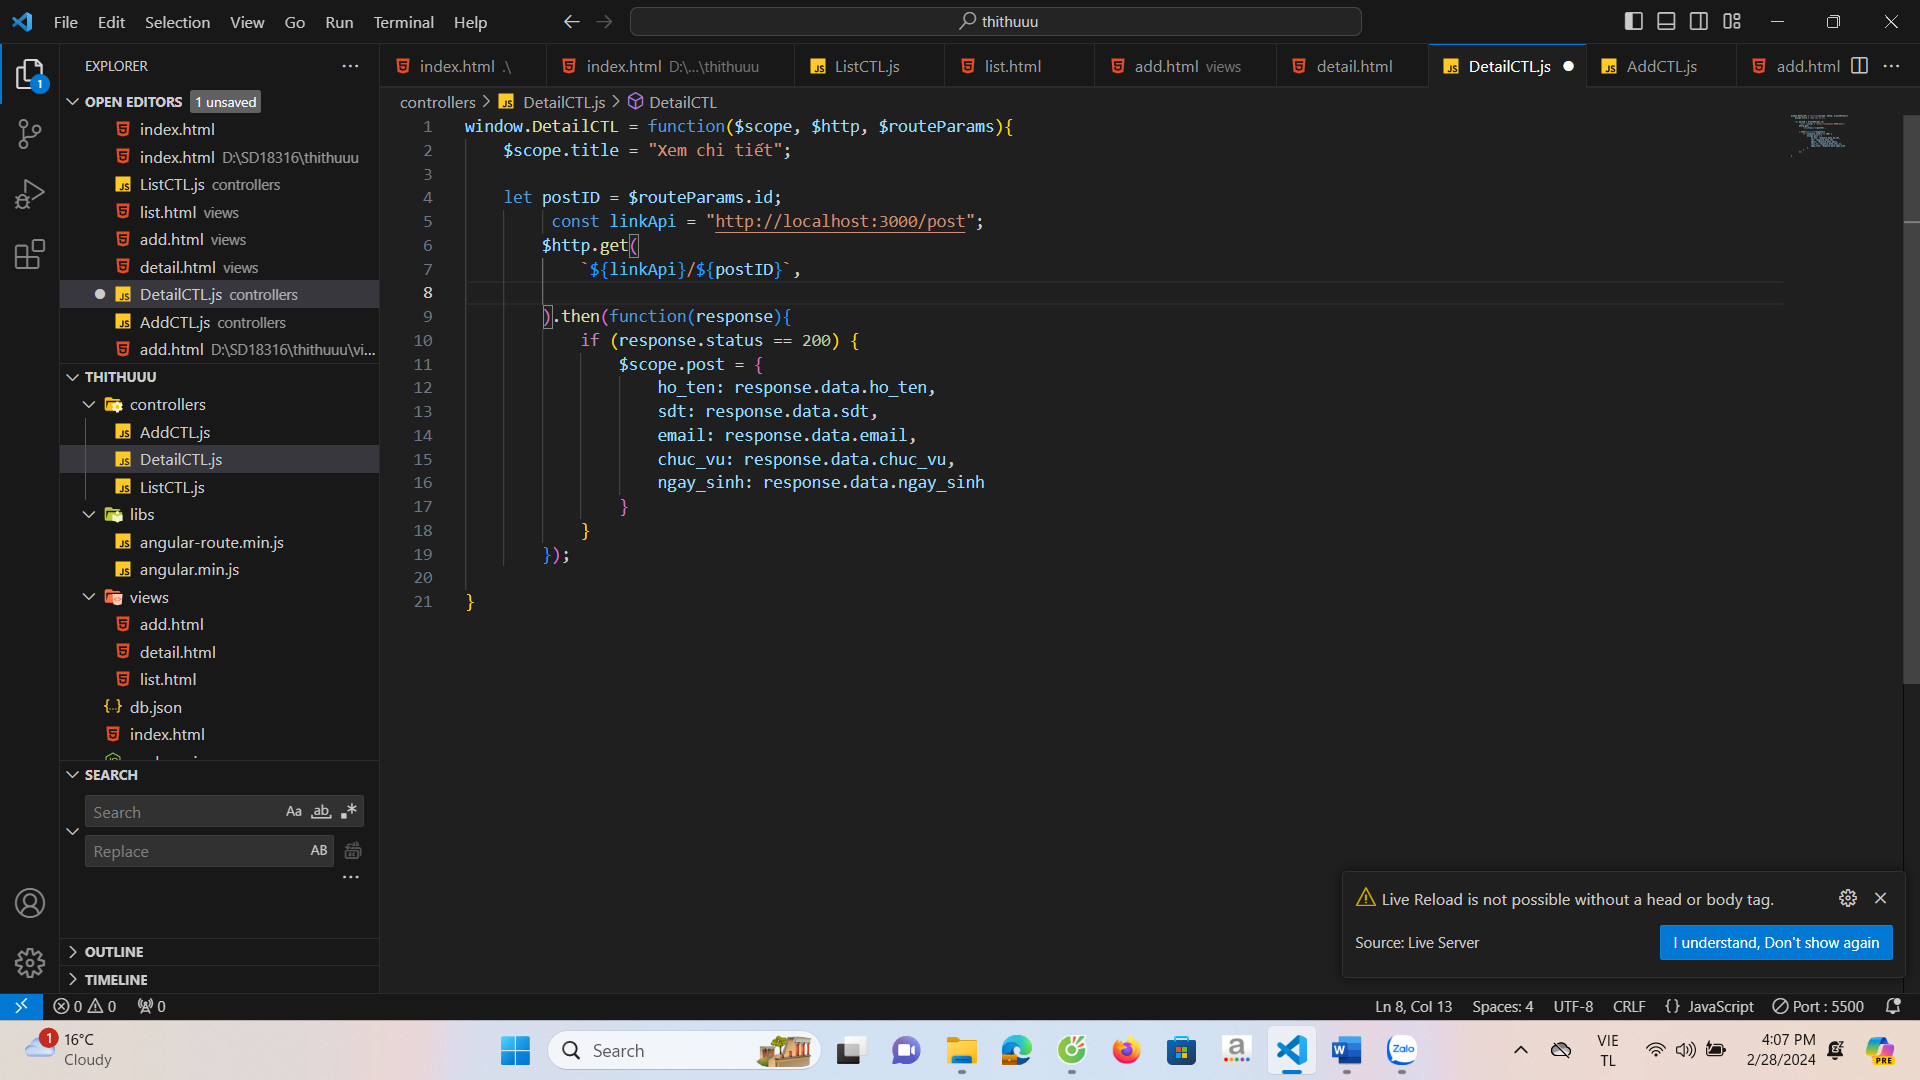 File Edit Selection View Go Run Terminal Help
thithuuu
EXPLORER
index.html .\
index.html D:\...\thithuuu
ListCTL.js
list.html
add.html views
detail.html
DetailCTL.js
AddCTL.js
add.html
OPEN EDITORS 1 unsaved
index.html
index.html D:\SD18316\thithuuu
ListCTL.js controllers
list.html views
add.html views
detail.html views
DetailCTL.js controllers
AddCTL.js controllers
add.html D:\SD18316\thithuuu\vi...
THITHUUU
controllers
AddCTL.js
DetailCTL.js
ListCTL.js
libs
angular-route.min.js
angular.min.js
views
add.html
detail.html
list.html
db.json
index.html
SEARCH
Search Aa ab
Replace AB
OUTLINE
TIMELINE
controllers > DetailCTL.js > DetailCTL
1 window.DetailCTL = function($scope, $http, $routeParams){
2 $scope.title = "Xem chi tiết";
3
4 let postID = $routeParams.id;
5 const linkApi = "http://localhost:3000/post";
6 $http.get(
7 `${linkApi}/${postID}`,
8
9 ).then(function(response){
10 if (response.status == 200) {
11 $scope.post = {
12 ho_ten: response.data.ho_ten,
13 sdt: response.data.sdt,
14 email: response.data.email,
15 chuc_vu: response.data.chuc_vu,
16 ngay_sinh: response.data.ngay_sinh
17 }
18 }
19 });
20
21 }
Live Reload is not possible without a head or body tag.
Source: Live Server
I understand, Don't show again
0 0 0
Ln 8, Col 13 Spaces: 4 UTF-8 CRLF {} JavaScript Port : 5500
1
16°C
Cloudy
Search
Zalo
VIE
TL
4:07 PM
2/28/2024
PRE